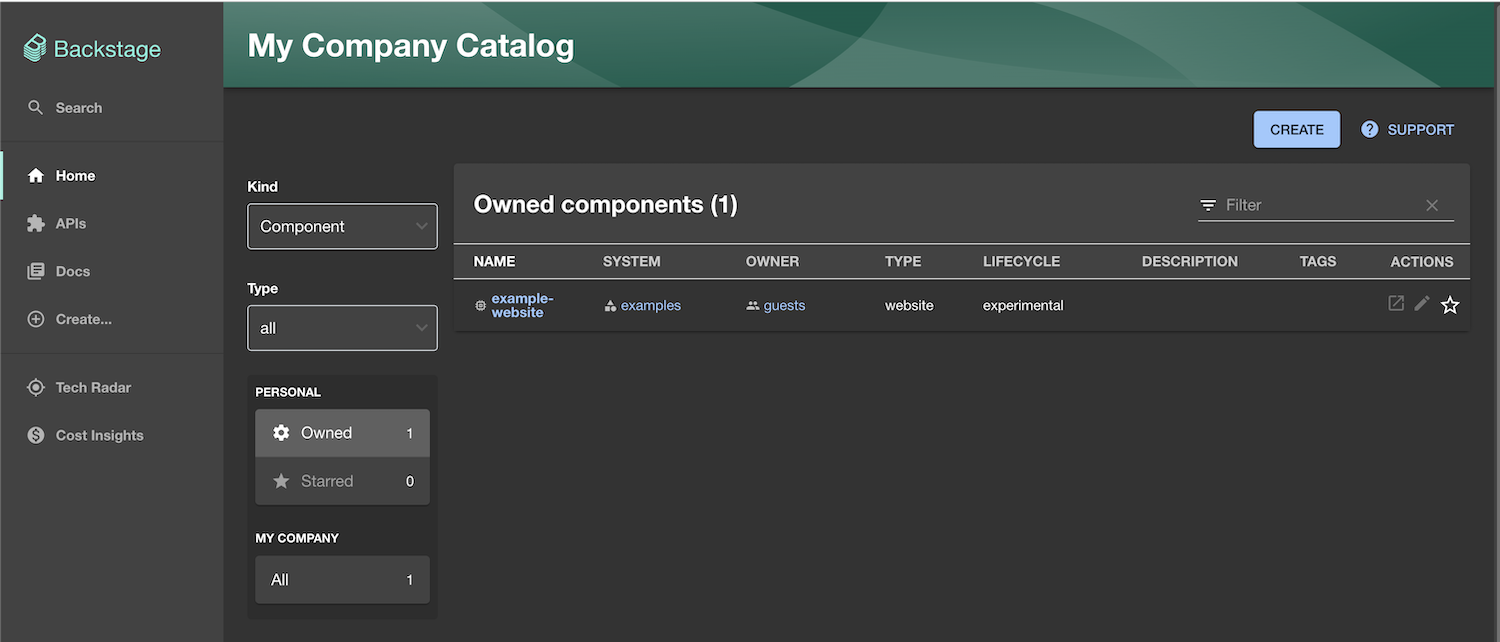 Backstage
Search
Home
APIs
Docs
Create...
Tech Radar
Cost Insights
My Company Catalog
CREATE
? SUPPORT
Kind
Component
Type
all
PERSONAL
Owned 1
Starred 0
MY COMPANY
All 1
Owned components (1)
Filter
NAME SYSTEM OWNER TYPE LIFECYCLE DESCRIPTION TAGS ACTIONS
example-
website
examples guests website experimental